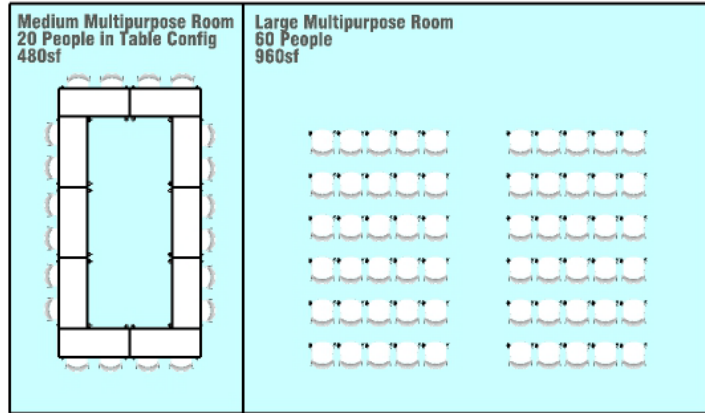 Medium Multipurpose Room
20 People in Table Config
480sf
Large Multipurpose Room
60 People
960sf